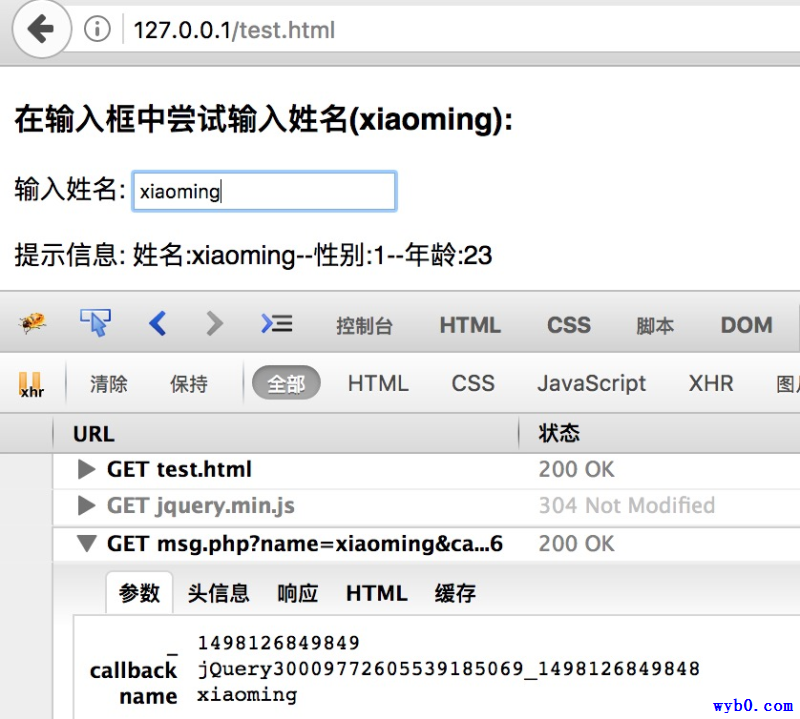 127.0.0.1/test.html
在输入框中尝试输入姓名(xiaoming):
输入姓名: xiaoming
提示信息: 姓名:xiaoming--性别:1--年龄:23
控制台 HTML CSS 脚本 DOM
xhr 清除 保持 全部 HTML CSS JavaScript XHR 图
URL 状态
GET test.html 200 OK
GET jquery.min.js 304 Not Modified
GET msg.php?name=xiaoming&ca...6 200 OK
参数 头信息 响应 HTML 缓存
_ 1498126849849
callback jQuery30009772605539185069_1498126849848
name xiaoming
wyb0.com